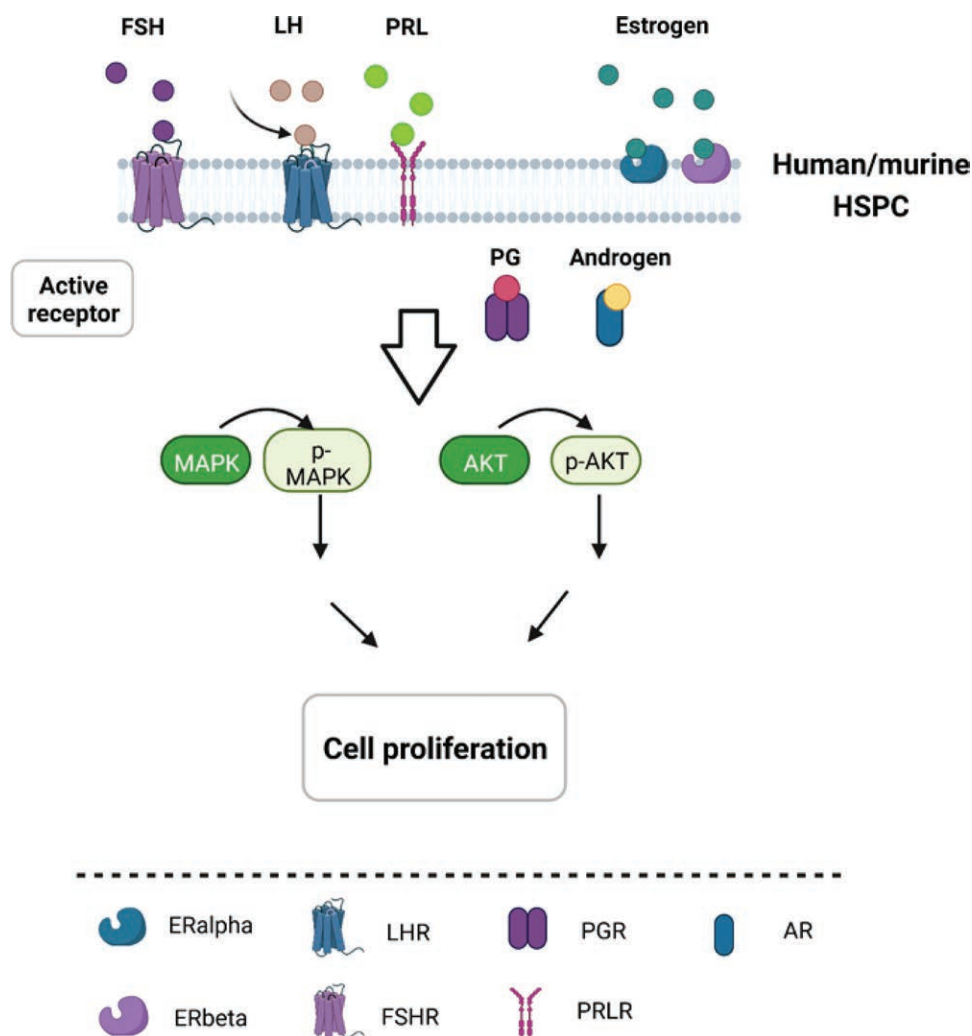 FSH
LH
PRL
Estrogen
Human/murine
HSPC
PG
Androgen
Active
receptor
MAPK
p-
MAPK
AKT
p-AKT
Cell proliferation
ERalpha
LHR
PGR
AR
ERbeta
FSHR
PRLR